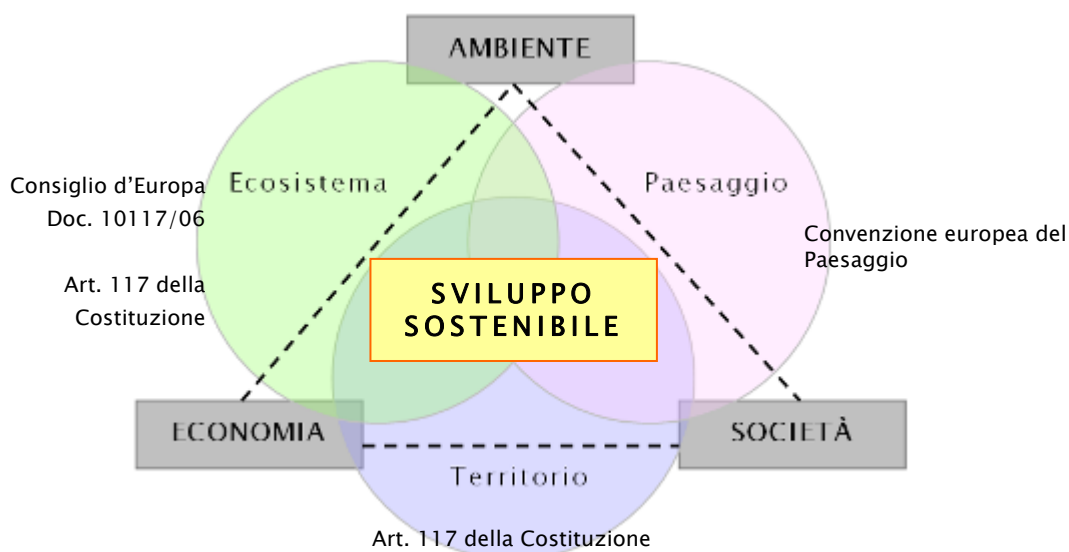 AMBIENTE
Ecosistema
Paesaggio
Consiglio d’Europa
Doc. 10117/06
Convenzione europea del
Paesaggio
Art. 117 della
Costituzione
SVILUPPO
SOSTENIBILE
ECONOMIA
SOCIETÀ
Territorio
Art. 117 della Costituzione